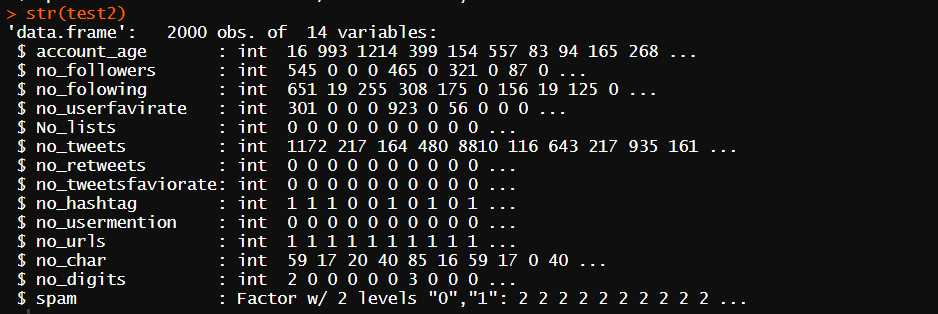 > str(test2)
'data.frame':   2000 obs. of  14 variables:
 $ account_age      : int  16 993 1214 399 154 557 83 94 165 268 ...
 $ no_followers     : int  545 0 0 0 465 0 321 0 87 0 ...
 $ no_folowing      : int  651 19 255 308 175 0 156 19 125 0 ...
 $ no_userfavirate  : int  301 0 0 0 923 0 56 0 0 0 ...
 $ No_lists         : int  0 0 0 0 0 0 0 0 0 0 ...
 $ no_tweets        : int  1172 217 164 480 8810 116 643 217 935 161 ...
 $ no_retweets      : int  0 0 0 0 0 0 0 0 0 0 ...
 $ no_tweetsfaviorate: int  0 0 0 0 0 0 0 0 0 0 ...
 $ no_hashtag       : int  1 1 1 0 0 1 0 1 0 1 ...
 $ no_usermention   : int  0 0 0 0 0 0 0 0 0 0 ...
 $ no_urls          : int  1 1 1 1 1 1 1 1 1 1 ...
 $ no_char          : int  59 17 20 40 85 16 59 17 0 40 ...
 $ no_digits        : int  2 0 0 0 0 0 3 0 0 0 ...
 $ spam             : Factor w/ 2 levels "0","1": 2 2 2 2 2 2 2 2 2 2 ...